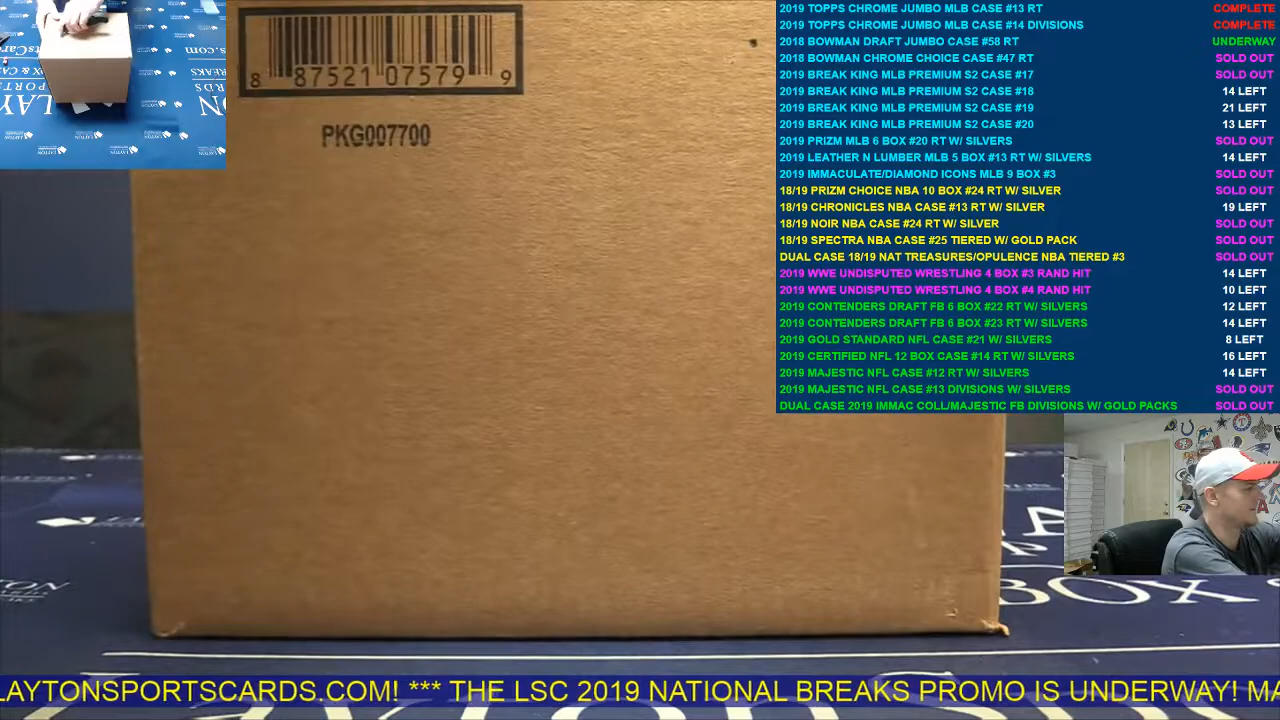 8 87521 07579 9
PKG007700
2019 TOPPS CHROME JUMBO MLB CASE #13 RT COMPLETE
2019 TOPPS CHROME JUMBO MLB CASE #14 DIVISIONS COMPLETE
2018 BOWMAN DRAFT JUMBO CASE #58 RT UNDERWAY
2018 BOWMAN CHROME CHOICE CASE #47 RT SOLD OUT
2019 BREAK KING MLB PREMIUM S2 CASE #17 SOLD OUT
2019 BREAK KING MLB PREMIUM S2 CASE #18 14 LEFT
2019 BREAK KING MLB PREMIUM S2 CASE #19 21 LEFT
2019 BREAK KING MLB PREMIUM S2 CASE #20 13 LEFT
2019 PRIZM MLB 6 BOX #20 RT W/ SILVERS SOLD OUT
2019 LEATHER N LUMBER MLB 5 BOX #13 RT W/ SILVERS 14 LEFT
2019 IMMACULATE/DIAMOND ICONS MLB 9 BOX #3 SOLD OUT
18/19 PRIZM CHOICE NBA 10 BOX #24 RT W/ SILVER SOLD OUT
18/19 CHRONICLES NBA CASE #13 RT W/ SILVER 19 LEFT
18/19 NOIR NBA CASE #24 RT W/ SILVER SOLD OUT
18/19 SPECTRA NBA CASE #25 TIERED W/ GOLD PACK SOLD OUT
DUAL CASE 18/19 NAT TREASURES/OPULENCE NBA TIERED #3 SOLD OUT
2019 WWE UNDISPUTED WRESTLING 4 BOX #3 RAND HIT 14 LEFT
2019 WWE UNDISPUTED WRESTLING 4 BOX #4 RAND HIT 10 LEFT
2019 CONTENDERS DRAFT FB 6 BOX #22 RT W/ SILVERS 12 LEFT
2019 CONTENDERS DRAFT FB 6 BOX #23 RT W/ SILVERS 14 LEFT
2019 GOLD STANDARD NFL CASE #21 W/ SILVERS 8 LEFT
2019 CERTIFIED NFL 12 BOX CASE #14 RT W/ SILVERS 16 LEFT
2019 MAJESTIC NFL CASE #12 RT W/ SILVERS 14 LEFT
2019 MAJESTIC NFL CASE #13 DIVISIONS W/ SILVERS SOLD OUT
DUAL CASE 2019 IMMAC COLL/MAJESTIC FB DIVISIONS W/ GOLD PACKS SOLD OUT
BOX
LAYTONSPORTSCARDS.COM! *** THE LSC 2019 NATIONAL BREAKS PROMO IS UNDERWAY! MA